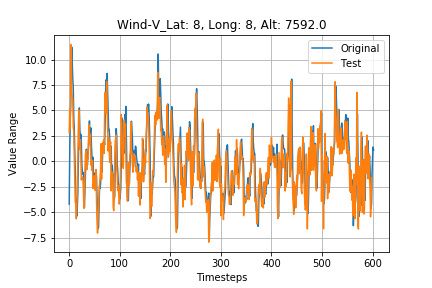 Wind-V_Lat: 8, Long: 8, Alt: 7592.0
Original
Test
Value Range
10.0
7.5
5.0
2.5
0.0
−2.5
−5.0
−7.5
0 100 200 300 400 500 600
Timesteps